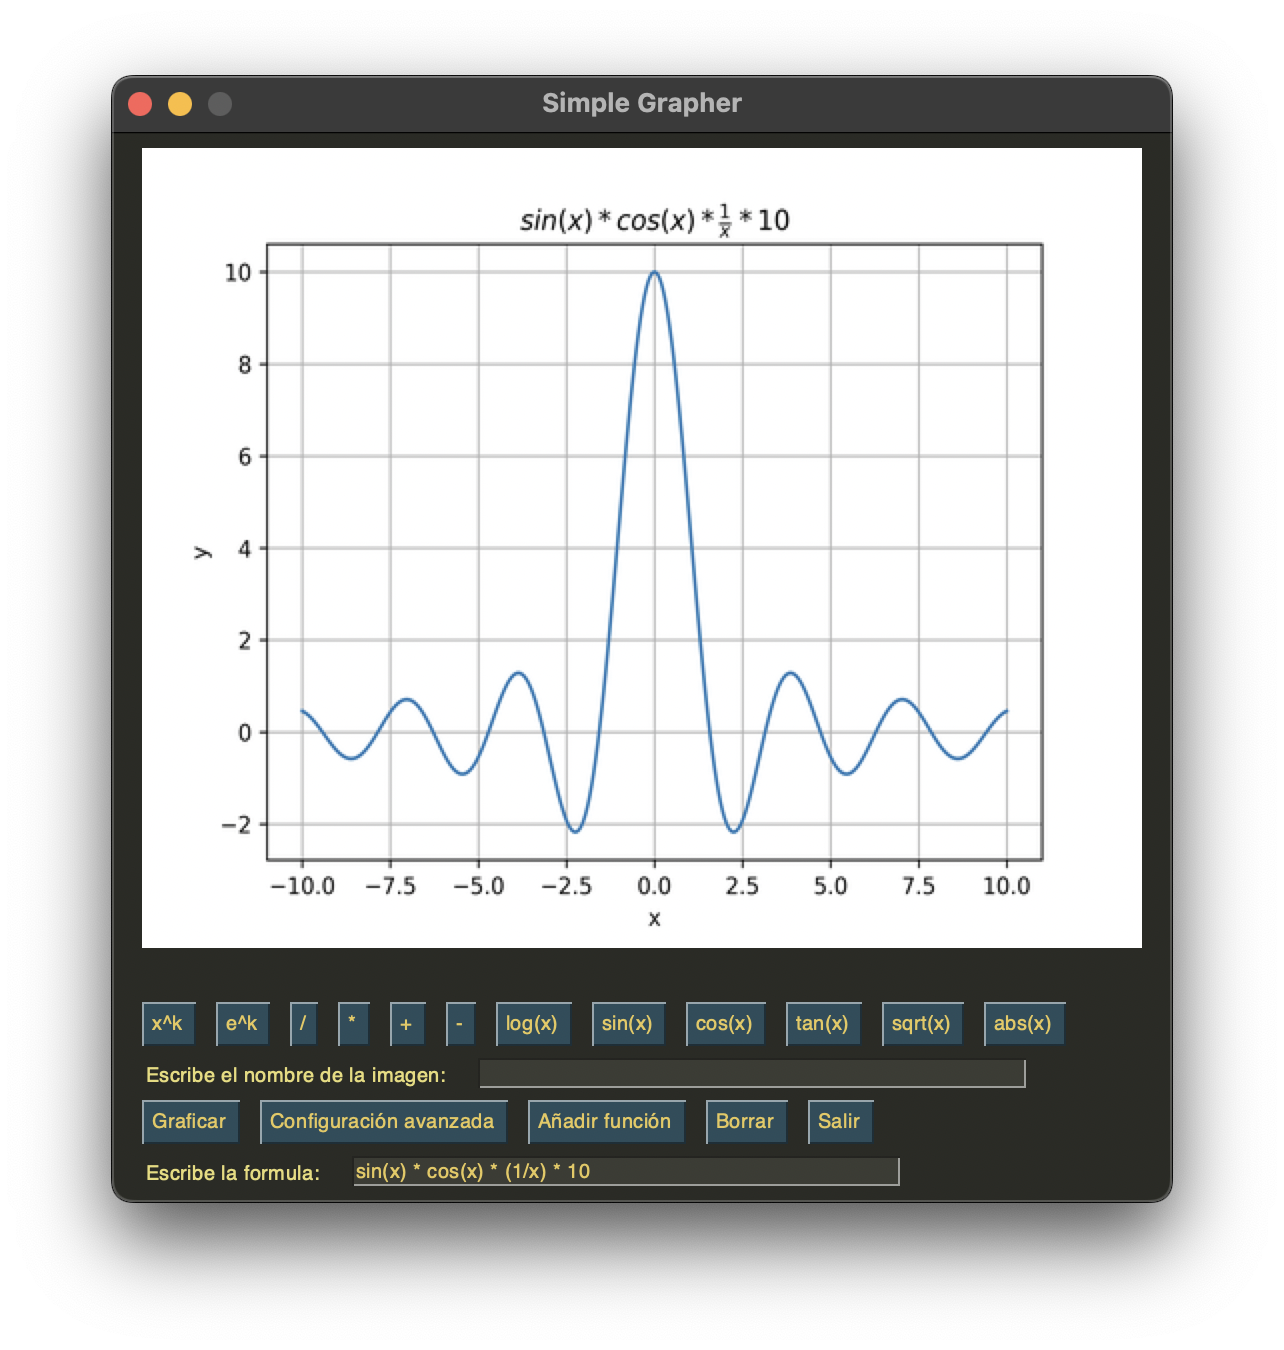 Simple Grapher
sin(x) * cos(x) * 1/x * 10
10
8
6
4
2
0
−2
y
−10.0 −7.5 −5.0 −2.5 0.0 2.5 5.0 7.5 10.0
x
x^k e^k / * + - log(x) sin(x) cos(x) tan(x) sqrt(x) abs(x)
Escribe el nombre de la imagen:
Graficar Configuración avanzada Añadir función Borrar Salir
Escribe la formula: sin(x) * cos(x) * (1/x) * 10